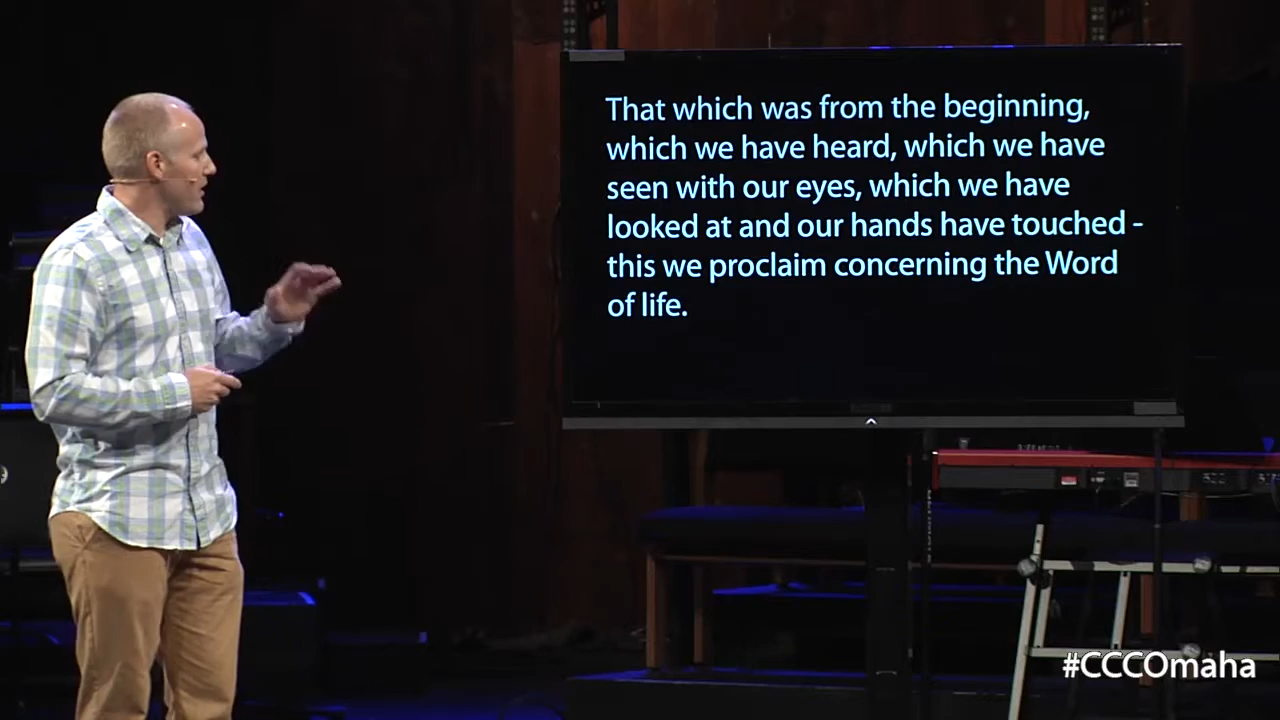 That which was from the beginning,
which we have heard, which we have
seen with our eyes, which we have
looked at and our hands have touched -
this we proclaim concerning the Word
of life.
#CCCOmaha